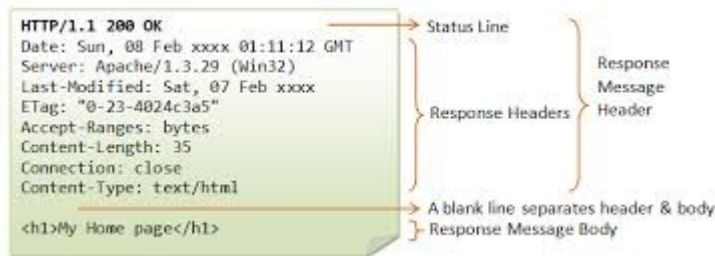 HTTP/1.1 200 OK
Date: Sun, 08 Feb xxxx 01:11:12 GMT
Server: Apache/1.3.29 (Win32)
Last-Modified: Sat, 07 Feb xxxx
ETag: "0-23-4024c3a5"
Accept-Ranges: bytes
Content-Length: 35
Connection: close
Content-Type: text/html
<h1>My Home page</h1>
Status Line
Response Headers
Response
Message
Header
A blank line separates header & body
Response Message Body